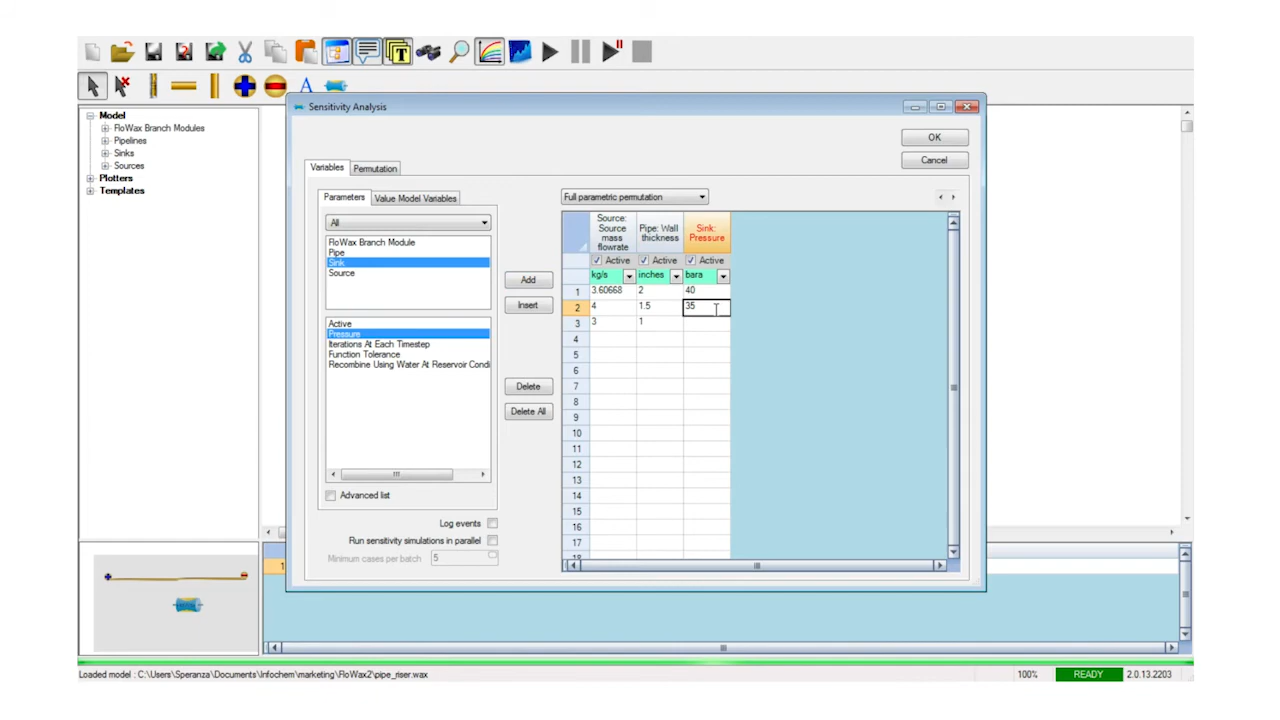 T
A
Model
FloWax Branch Modules
Pipelines
Sinks
Sources
Plotters
Templates
Sensitivity Analysis
OK
Cancel
Variables
Permutation
Parameters
Value Model Variables
All
FloWax Branch Module
Pipe
Sink
Source
Active
Pressure
Iterations At Each Timestep
Function Tolerance
Recombine Using Water At Reservoir Condi
Advanced list
Log events
Run sensitivity simulations in parallel
Minimum cases per batch 5
Add
Insert
Delete
Delete All
Full parametric permutation
Source: Source mass flowrate
Pipe: Wall thickness
Sink: Pressure
Active Active Active
kg/s inches bara
1 3.60668 2 40
2 4 1.5 35
3 3 1
4
5
6
7
8
9
10
11
12
13
14
15
16
17
18
1
Loaded model : C:\Users\Speranza\Documents\Infochem\marketing\FloWax2\pipe_riser.wax
100% READY 2.0.13.2203